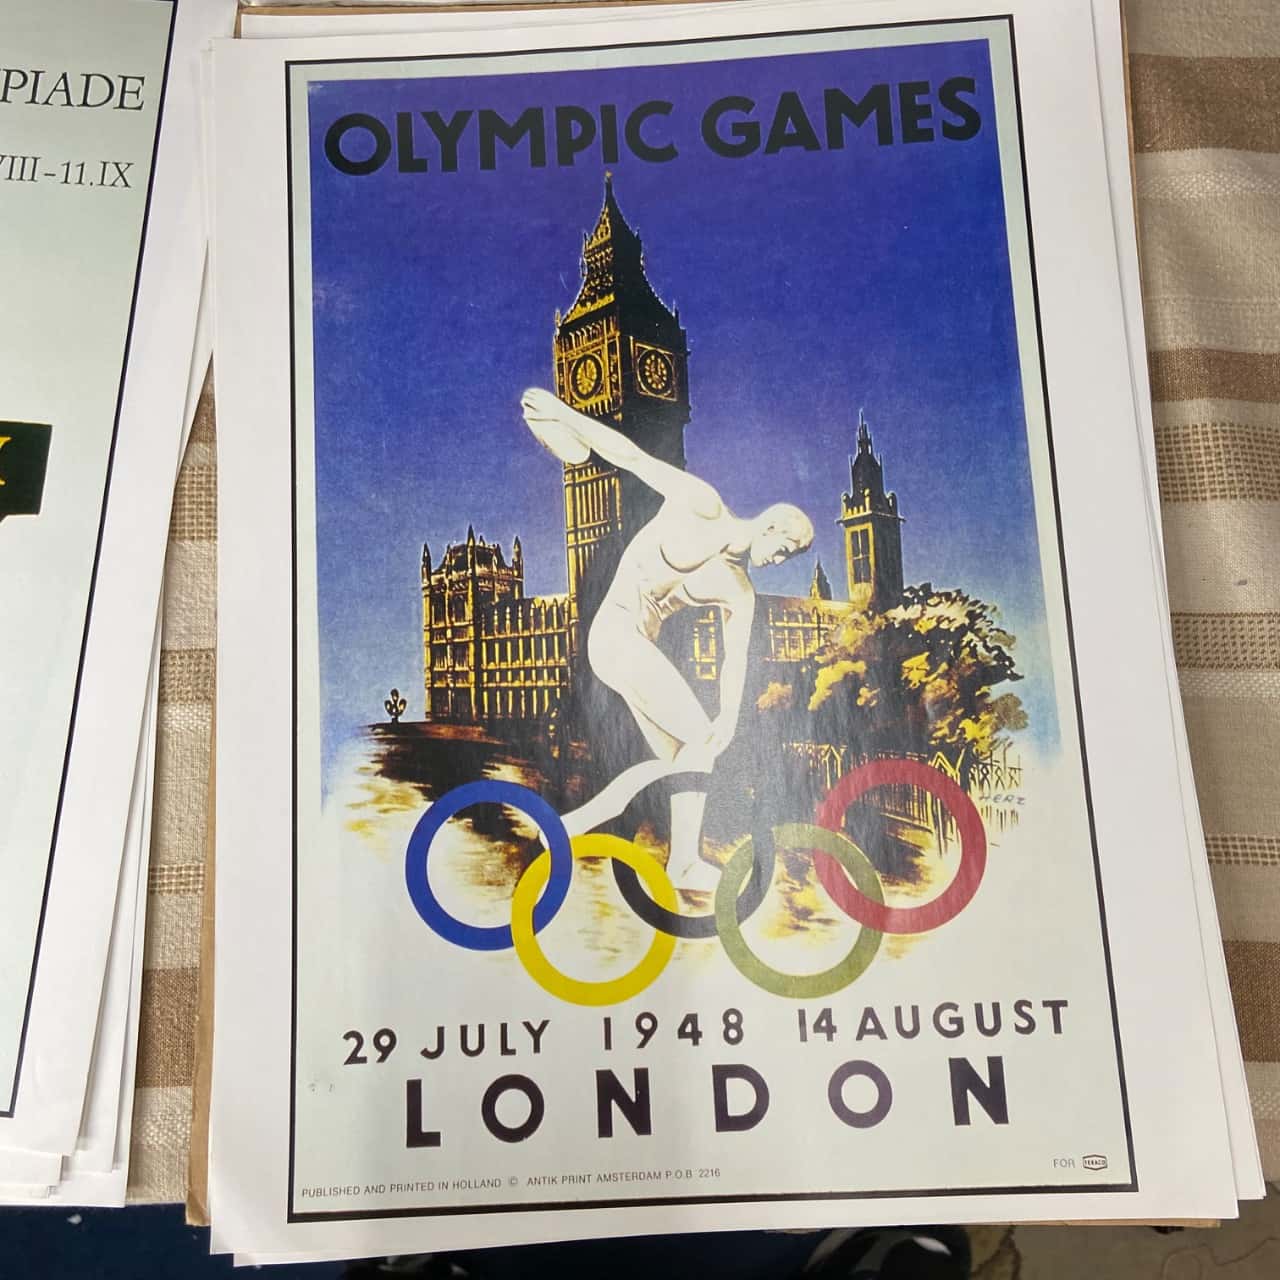 PIADE
VIII-11.IX
OLYMPIC GAMES
HERZ
29 JULY 1948 14 AUGUST
LONDON
FOR TEXACO
PUBLISHED AND PRINTED IN HOLLAND © ANTIK PRINT AMSTERDAM P.O.B 2216